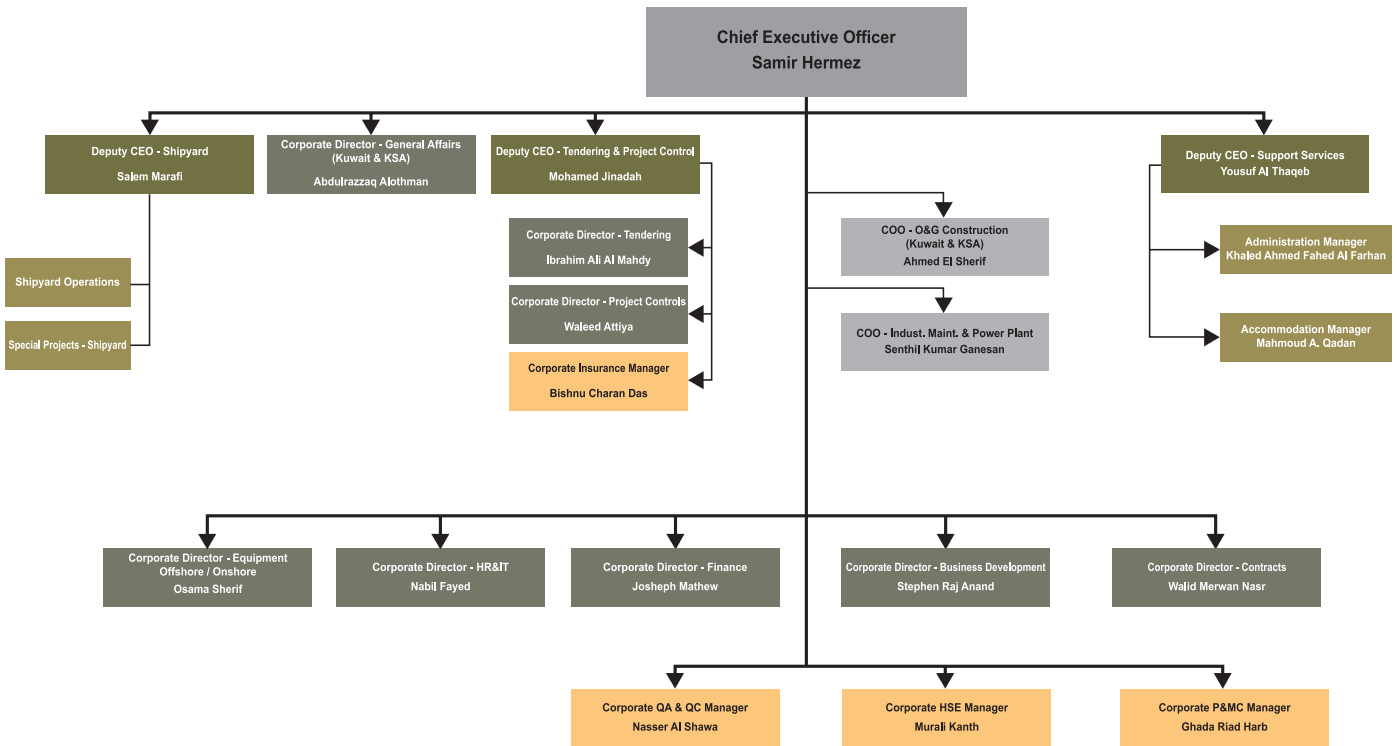 Chief Executive Officer
Samir Hermez
Deputy CEO - Shipyard
Salem Marafi
Corporate Director - General Affairs
(Kuwait & KSA)
Abdulrazzaq Alothman
Deputy CEO - Tendering & Project Control
Mohamed Jinadah
Deputy CEO - Support Services
Yousuf Al Thaqeb
Shipyard Operations
Special Projects - Shipyard
Corporate Director - Tendering
Ibrahim Ali Al Mahdy
Corporate Director - Project Controls
Waleed Attiya
Corporate Insurance Manager
Bishnu Charan Das
COO - O&G Construction
(Kuwait & KSA)
Ahmed El Sherif
COO - Indust. Maint. & Power Plant
Senthil Kumar Ganesan
Administration Manager
Khaled Ahmed Fahed Al Farhan
Accommodation Manager
Mahmoud A. Qadan
Corporate Director - Equipment
Offshore / Onshore
Osama Sherif
Corporate Director - HR&IT
Nabil Fayed
Corporate Director - Finance
Josheph Mathew
Corporate Director - Business Development
Stephen Raj Anand
Corporate Director - Contracts
Walid Merwan Nasr
Corporate QA & QC Manager
Nasser Al Shawa
Corporate HSE Manager
Murali Kanth
Corporate P&MC Manager
Ghada Riad Harb